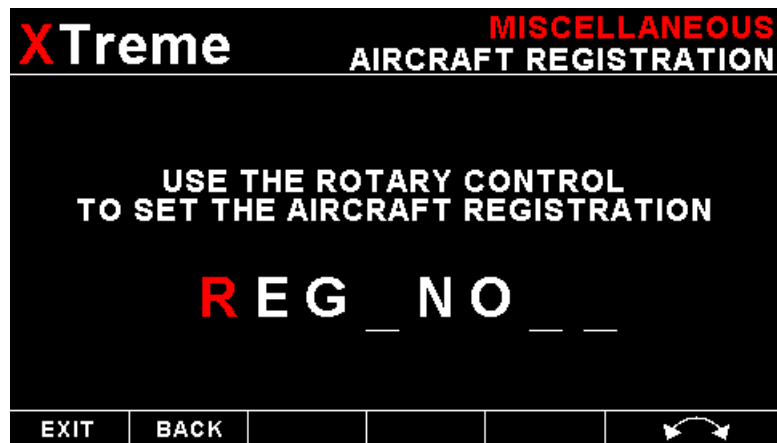 XTreme
MISCELLANEOUS
AIRCRAFT REGISTRATION
USE THE ROTARY CONTROL
TO SET THE AIRCRAFT REGISTRATION
REG_NO__
EXIT BACK